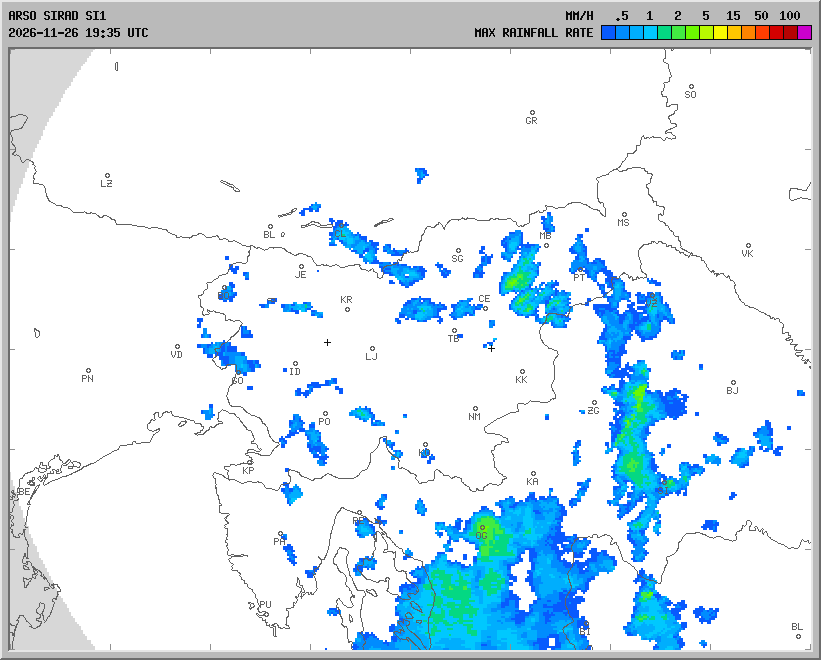 ARSO SIRAD SI1
MM/H .5 1 2 5 15 50 100
2026-11-26 19:35 UTC
MAX RAINFALL RATE
SO
GR
LZ
MS
BL
MB
VK
SG
JE
PT
KR
CE
TB
VD
LJ
ID
PN
GO
KK
BJ
NM
ZG
PO
KP
KA
BE
OG
PA
PU
BI
BL